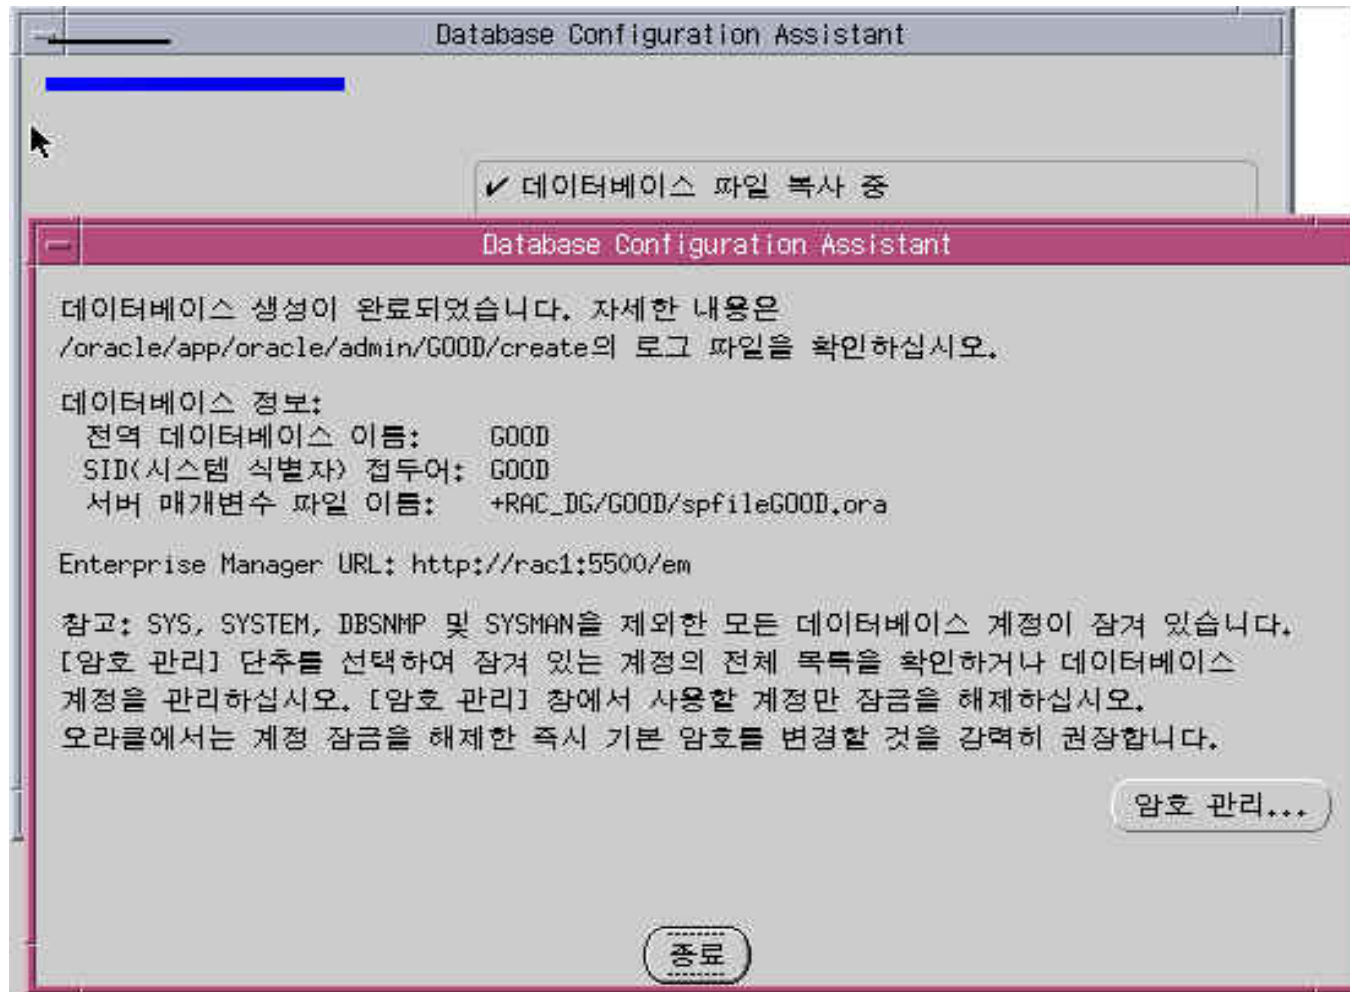 Database Configuration Assistant
✔ 데이터베이스 파일 복사 중
Database Configuration Assistant
데이터베이스 생성이 완료되었습니다. 자세한 내용은
/oracle/app/oracle/admin/GOOD/create의 로그 파일을 확인하십시오.
데이터베이스 정보:
전역 데이터베이스 이름: GOOD
SID(시스템 식별자) 접두어: GOOD
서버 매개변수 파일 이름: +RAC_DG/GOOD/spfileGOOD.ora
Enterprise Manager URL: http://rac1:5500/em
참고: SYS, SYSTEM, DBSNMP 및 SYSMAN을 제외한 모든 데이터베이스 계정이 잠겨 있습니다.
[암호 관리] 단추를 선택하여 잠겨 있는 계정의 전체 목록을 확인하거나 데이터베이스
계정을 관리하십시오. [암호 관리] 창에서 사용할 계정만 잠금을 해제하십시오.
오라클에서는 계정 잠금을 해제한 즉시 기본 암호를 변경할 것을 강력히 권장합니다.
암호 관리...
종료